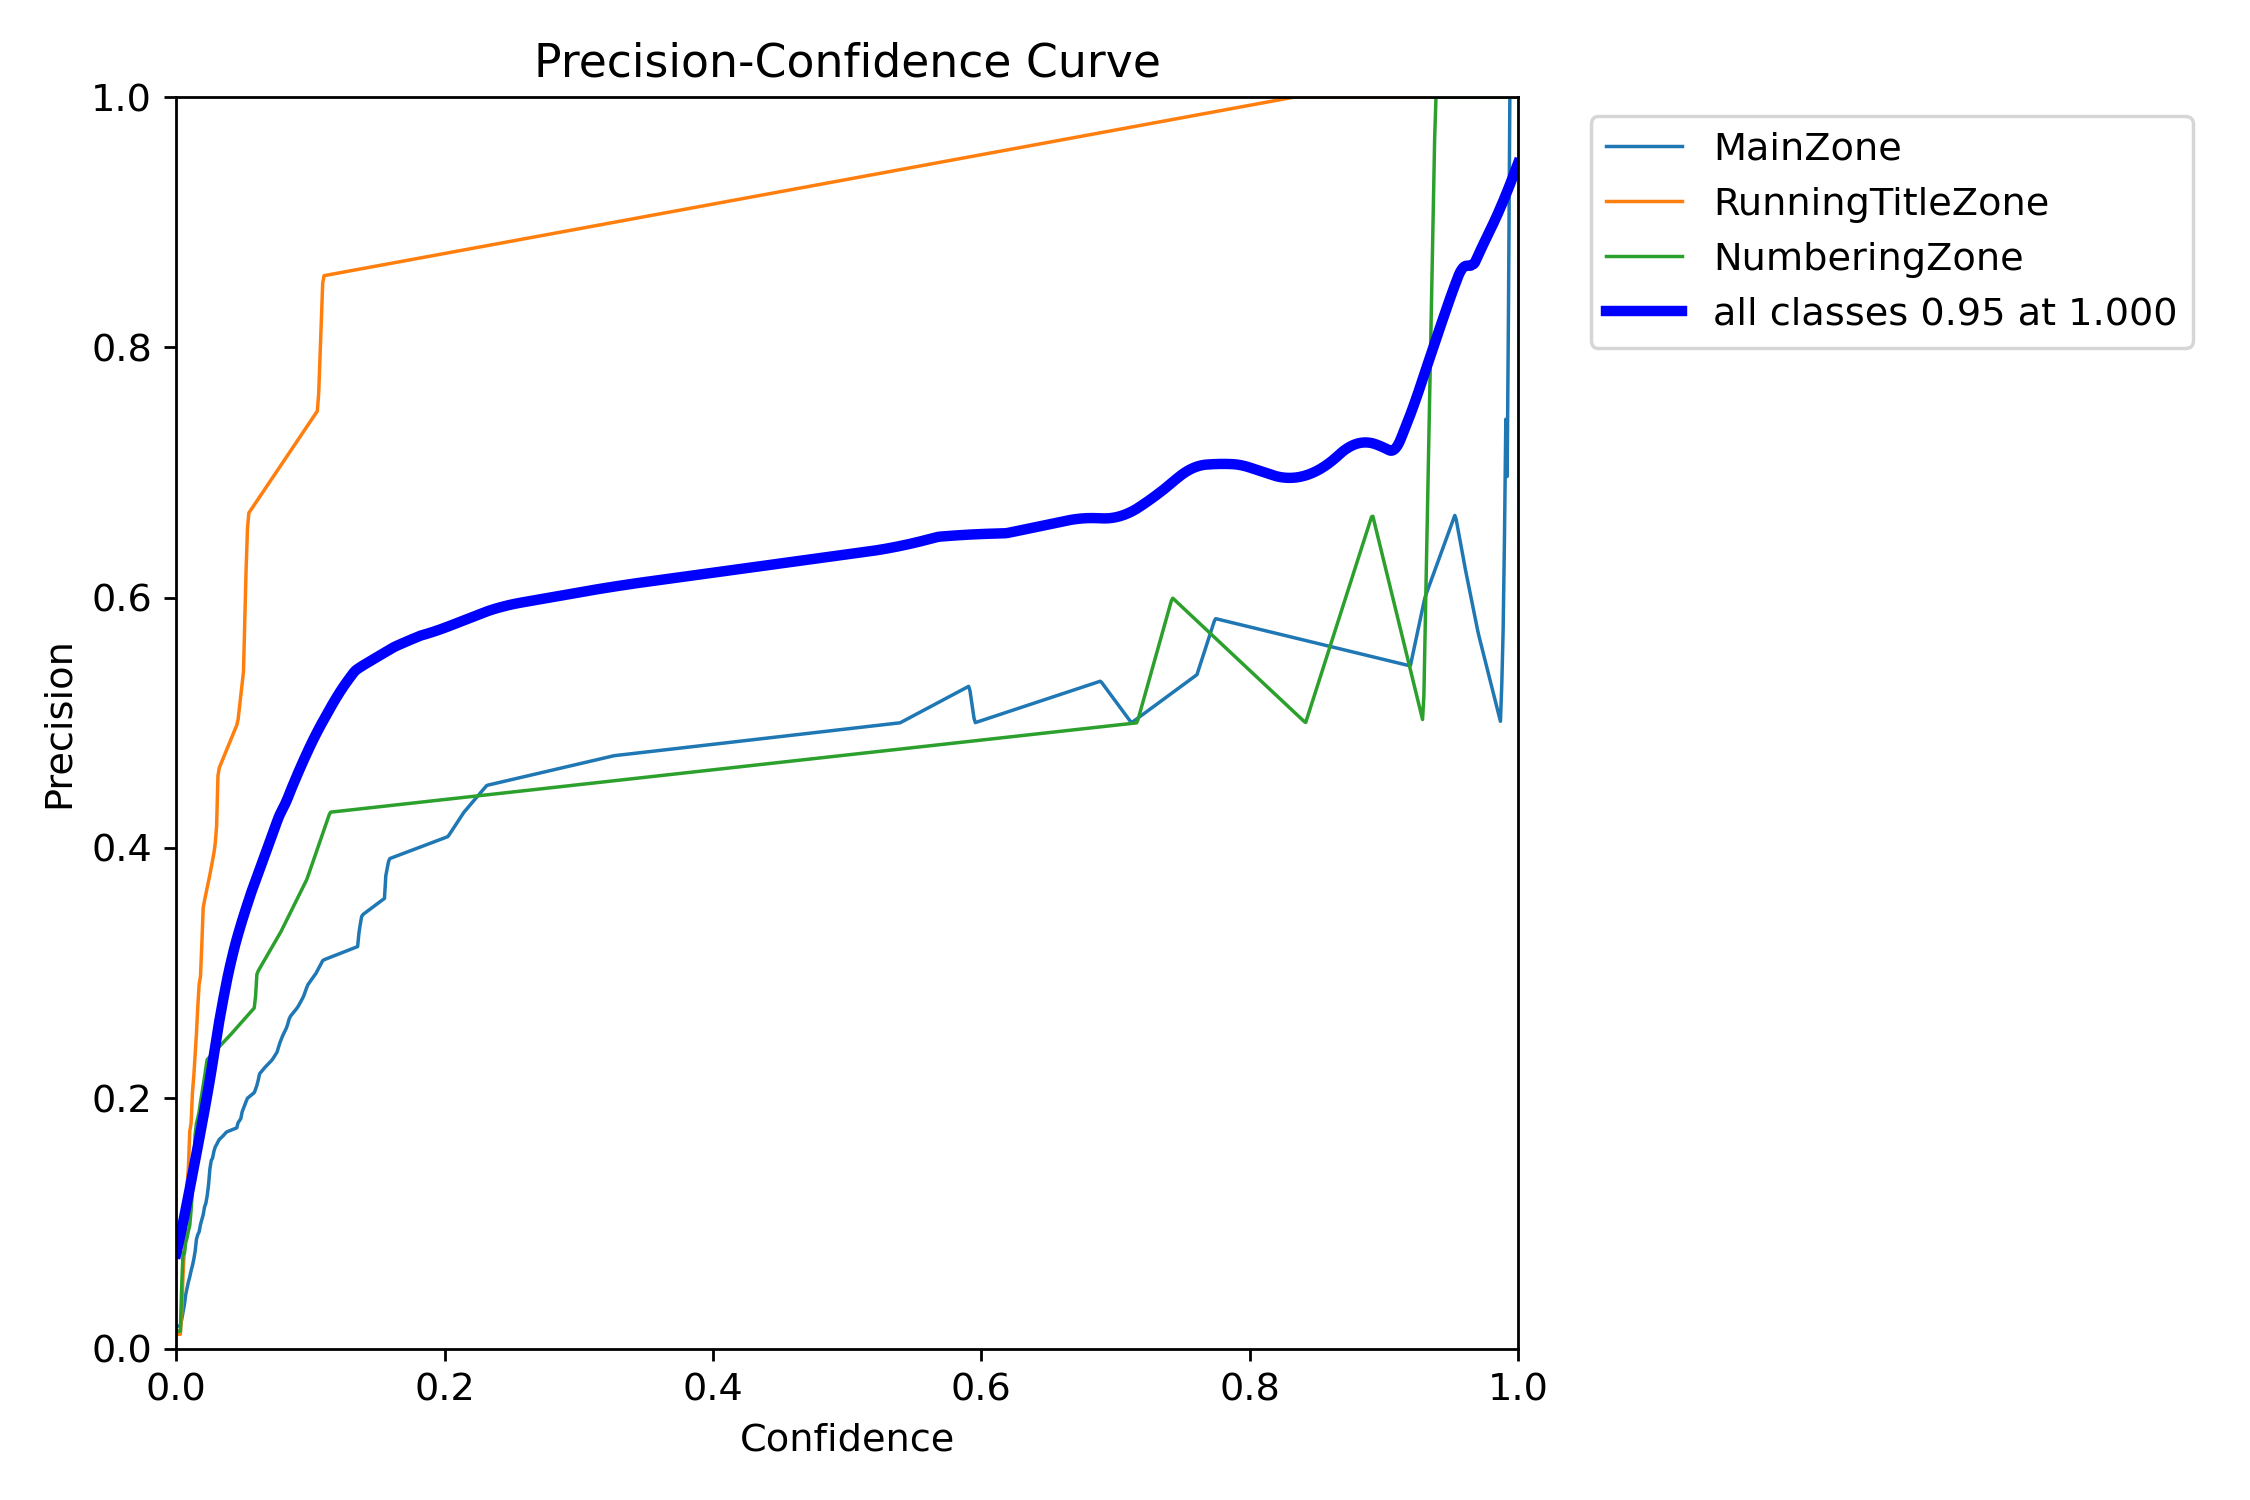 Precision-Confidence Curve
1.0
0.8
0.6
0.4
0.2
0.0
Precision
0.0 0.2 0.4 0.6 0.8 1.0
Confidence
MainZone
RunningTitleZone
NumberingZone
all classes 0.95 at 1.000